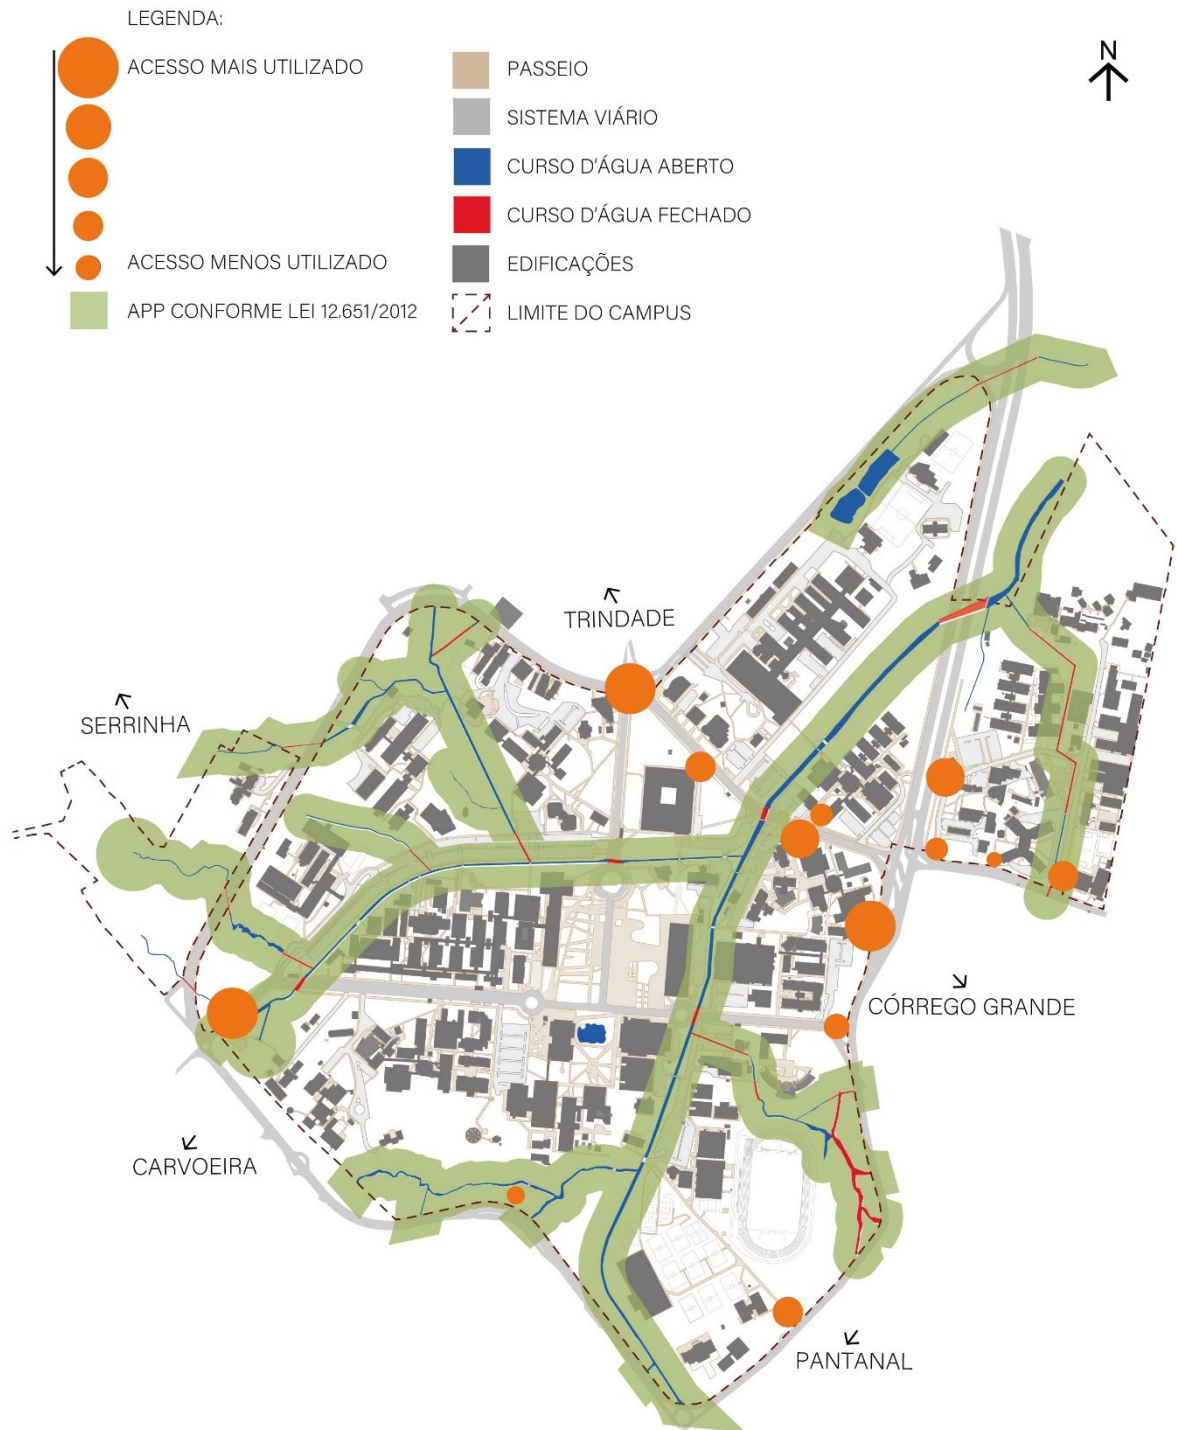 LEGENDA:
ACESSO MAIS UTILIZADO
ACESSO MENOS UTILIZADO
APP CONFORME LEI 12.651/2012
PASSEIO
SISTEMA VIÁRIO
CURSO D'ÁGUA ABERTO
CURSO D'ÁGUA FECHADO
EDIFICAÇÕES
LIMITE DO CAMPUS
N
TRINDADE
SERRINHA
CÓRREGO GRANDE
CARVOEIRA
PANTANAL